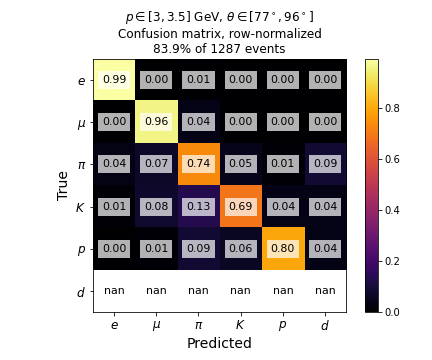 p ∈ [3, 3.5] GeV, θ ∈ [77°, 96°]
Confusion matrix, row-normalized
83.9% of 1287 events
e 0.99 0.00 0.01 0.00 0.00 0.00
μ 0.00 0.96 0.04 0.00 0.00 0.00
π 0.04 0.07 0.74 0.05 0.01 0.09
K 0.01 0.08 0.13 0.69 0.04 0.04
p 0.00 0.01 0.09 0.06 0.80 0.04
d nan nan nan nan nan nan
e μ π K p d
True
Predicted
0.8
0.6
0.4
0.2
0.0